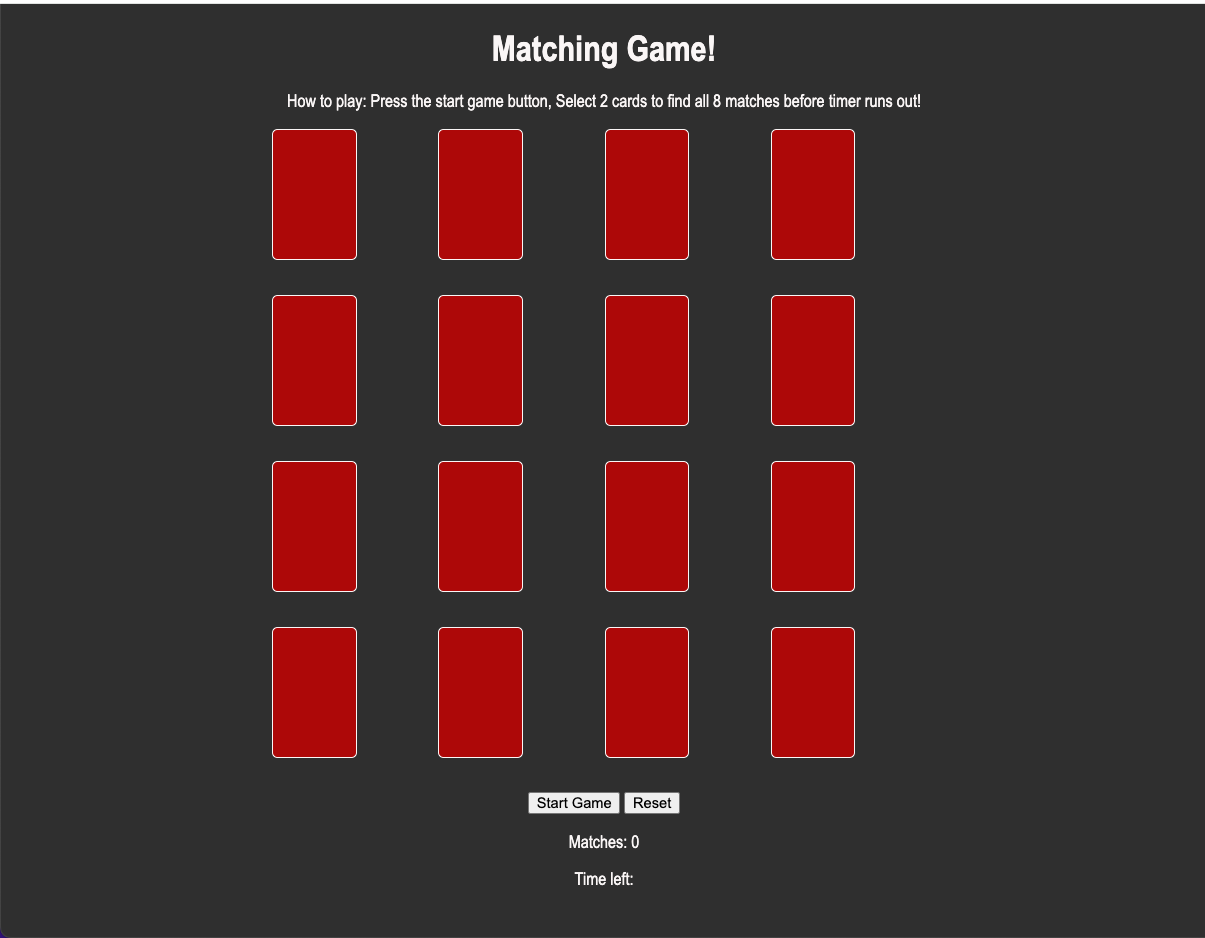 Matching Game!
How to play: Press the start game button, Select 2 cards to find all 8 matches before timer runs out!
Start Game Reset
Matches: 0
Time left: